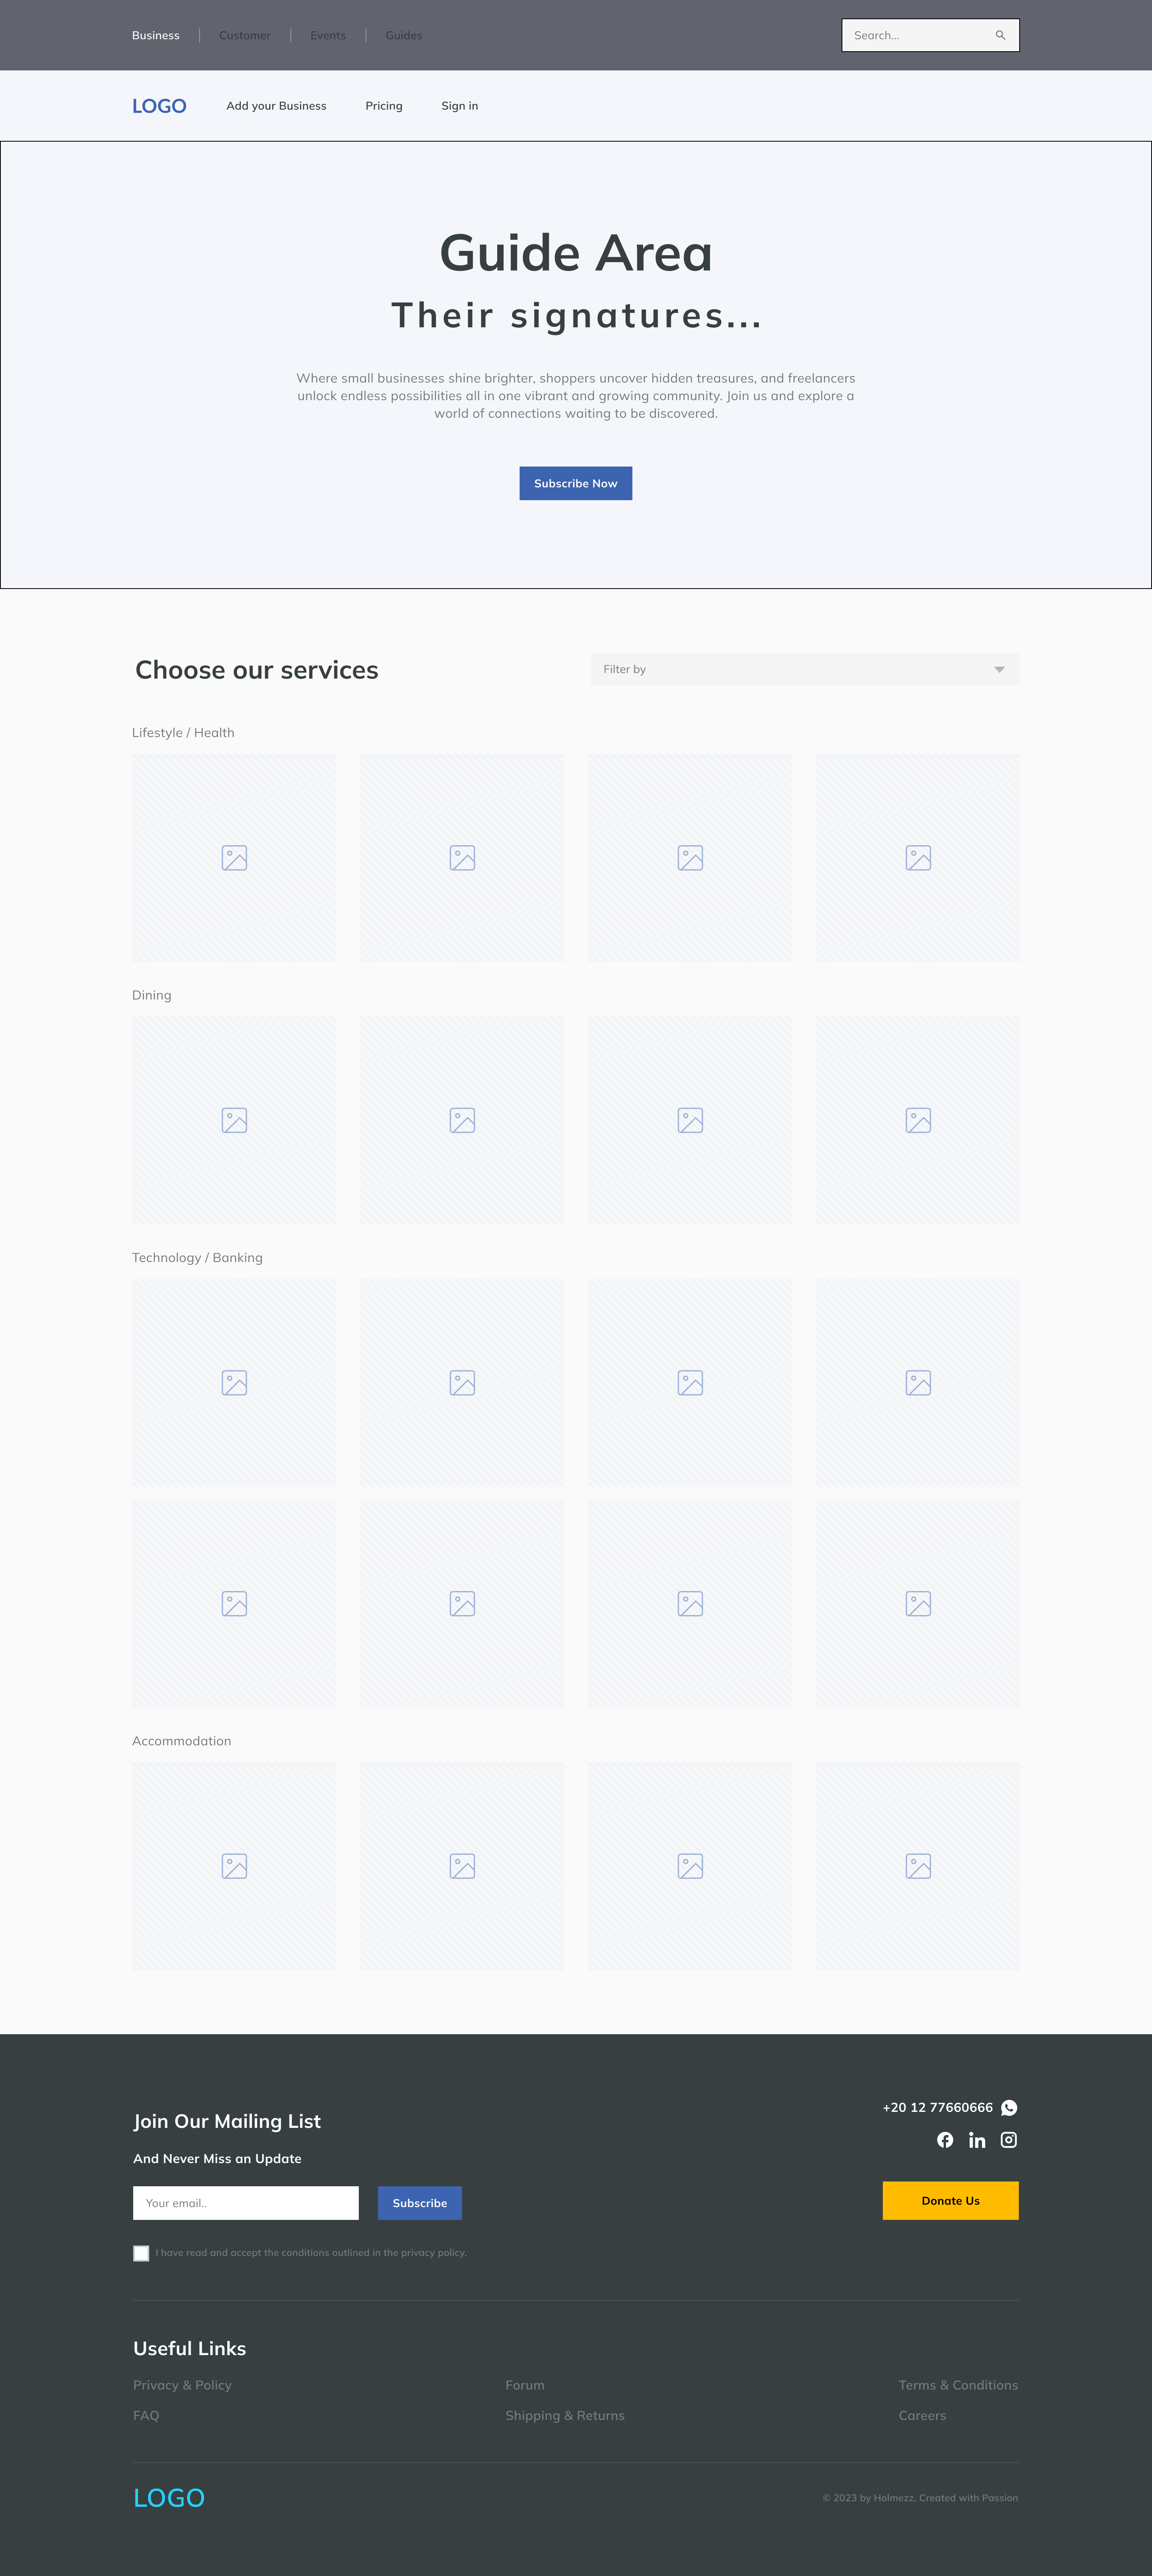 Business
Customer
Events
Guides
Search...
LOGO
Add your Business
Pricing
Sign in
Guide Area
Their signatures...
Where small businesses shine brighter, shoppers uncover hidden treasures, and freelancers
unlock endless possibilities all in one vibrant and growing community. Join us and explore a
world of connections waiting to be discovered.
Subscribe Now
Choose our services
Filter by
Lifestyle / Health
Dining
Technology / Banking
Accommodation
Join Our Mailing List
And Never Miss an Update
Your email..
Subscribe
I have read and accept the conditions outlined in the privacy policy.
+20 12 77660666
Donate Us
Useful Links
Privacy & Policy
Forum
Terms & Conditions
FAQ
Shipping & Returns
Careers
LOGO
© 2023 by Holmezz. Created with Passion